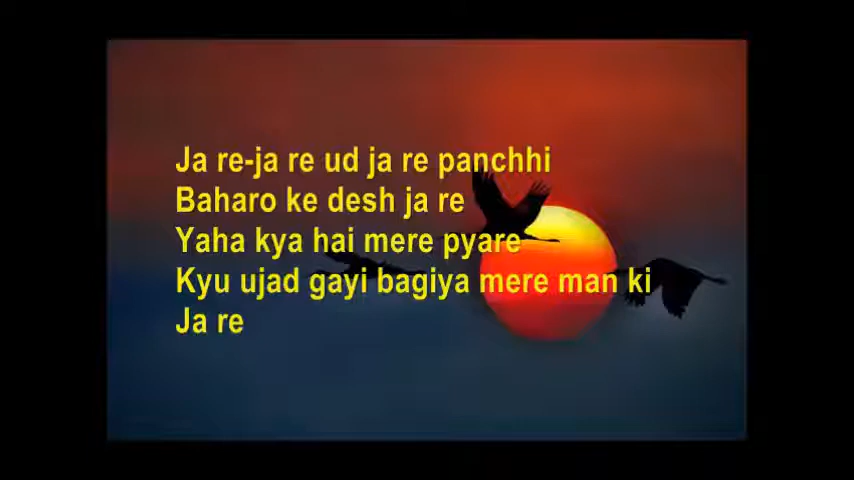 Ja re-ja re ud ja re panchhi
Baharo ke desh ja re
Yaha kya hai mere pyare
Kyu ujad gayi bagiya mere man ki
Ja re